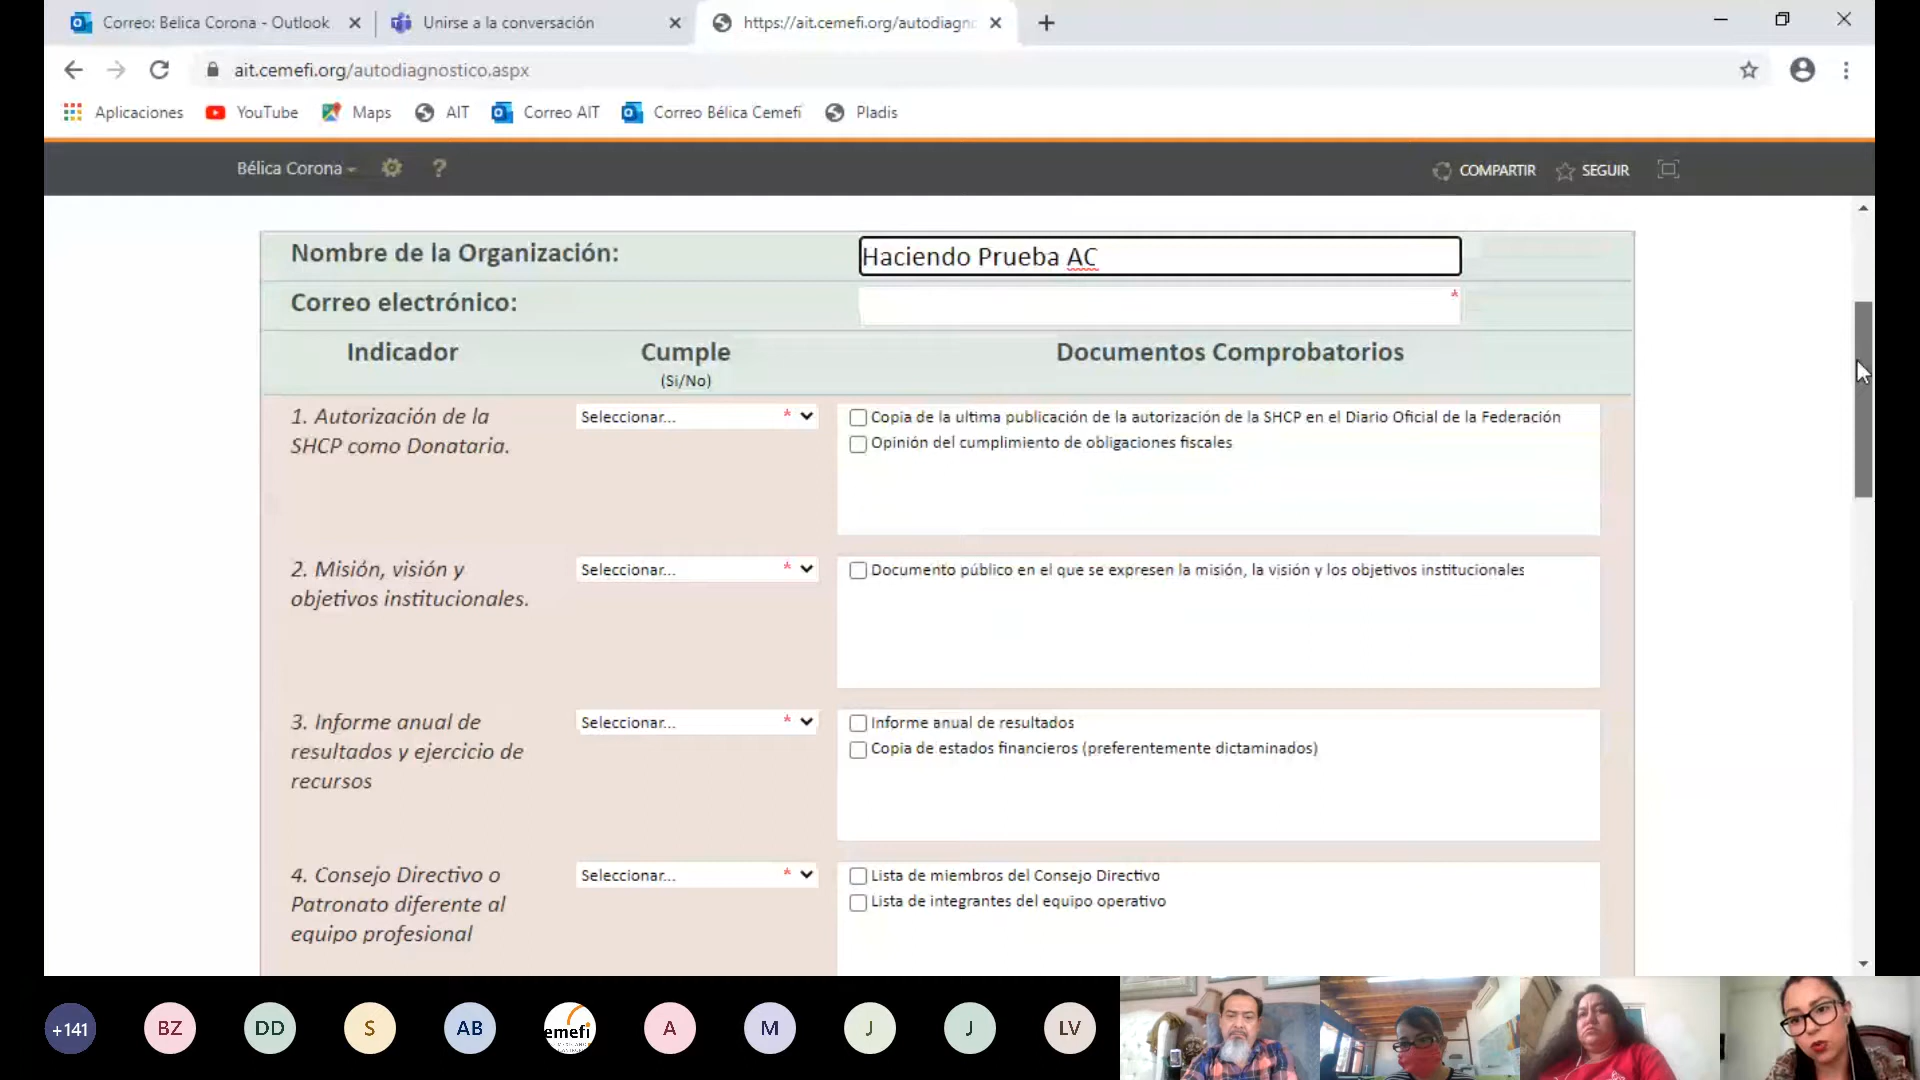 Correo: Belica Corona - Outlook
Unirse a la conversación
https://ait.cemefi.org/autodiagno
ait.cemefi.org/autodiagnostico.aspx
Aplicaciones
YouTube
Maps
AIT
Correo AIT
Correo Bélica Cemefi
Pladis
Bélica Corona
?
COMPARTIR
SEGUIR
Nombre de la Organización:
Haciendo Prueba AC
Correo electrónico:
*
Indicador
Cumple
(Si/No)
Documentos Comprobatorios
1. Autorización de la
SHCP como Donataria.
Seleccionar... *
Copia de la ultima publicación de la autorización de la SHCP en el Diario Oficial de la Federación
Opinión del cumplimiento de obligaciones fiscales
2. Misión, visión y
objetivos institucionales.
Seleccionar... *
Documento público en el que se expresen la misión, la visión y los objetivos institucionales
3. Informe anual de
resultados y ejercicio de
recursos
Seleccionar... *
Informe anual de resultados
Copia de estados financieros (preferentemente dictaminados)
4. Consejo Directivo o
Patronato diferente al
equipo profesional
Seleccionar... *
Lista de miembros del Consejo Directivo
Lista de integrantes del equipo operativo
+141
BZ
DD
S
AB
emefi
A
M
J
J
LV